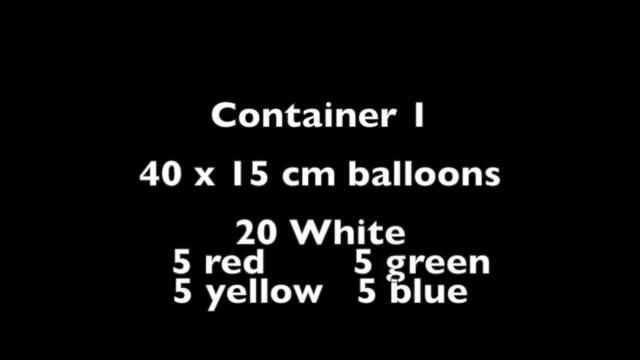 Container 1
40 x 15 cm balloons
20 White
5 red 5 green
5 yellow 5 blue